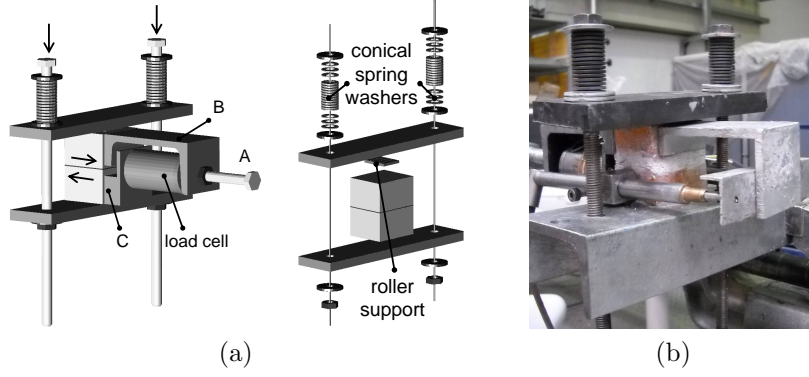 conical
spring
washers
B
A
C
load cell
roller
support
(a)
(b)